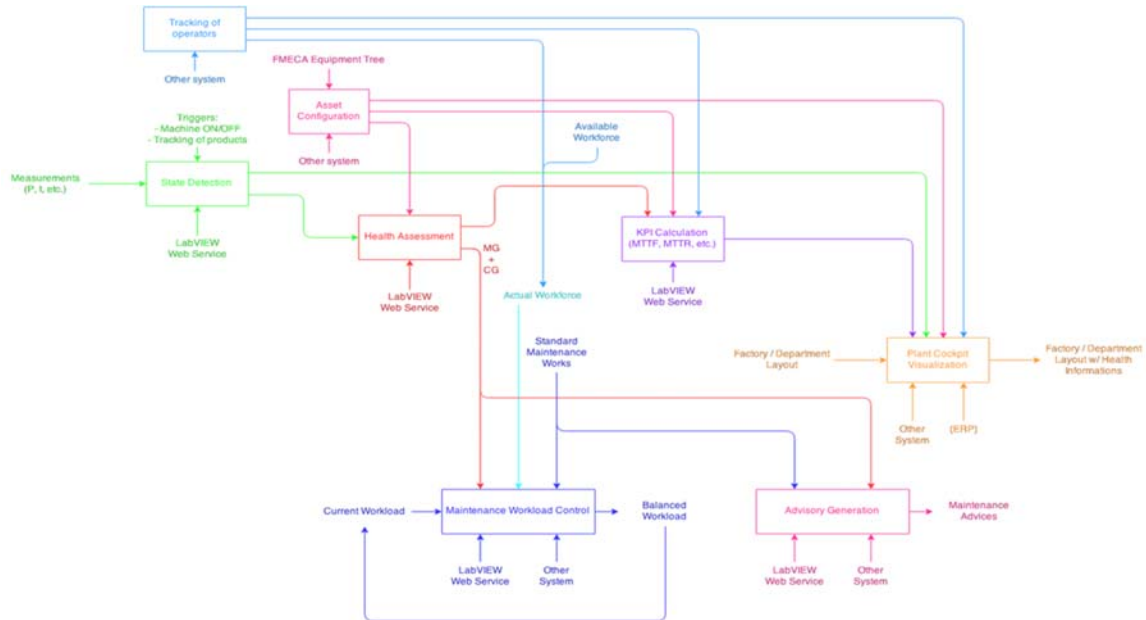 Tracking of
operators
Other system
FMECA Equipment Tree
Asset
Configuration
Other system
Triggers:
- Machine ON/OFF
- Tracking of products
Available
Workforce
Measurements
(P, I, etc.)
State Detection
LabVIEW
Web Service
Health Assessment
MG
+
CG
LabVIEW
Web Service
KPI Calculation
(MTTF, MTTR, etc.)
LabVIEW
Web Service
Actual Workforce
Standard
Maintenance
Works
Factory / Department
Layout
Plant Cockpit
Visualization
Factory / Department
Layout w/ Health
Informations
Other
System
(ERP)
Current Workload
Maintenance Workload Control
Balanced
Workload
LabVIEW
Web Service
Other
System
Advisory Generation
Maintenance
Advices
LabVIEW
Web Service
Other
System